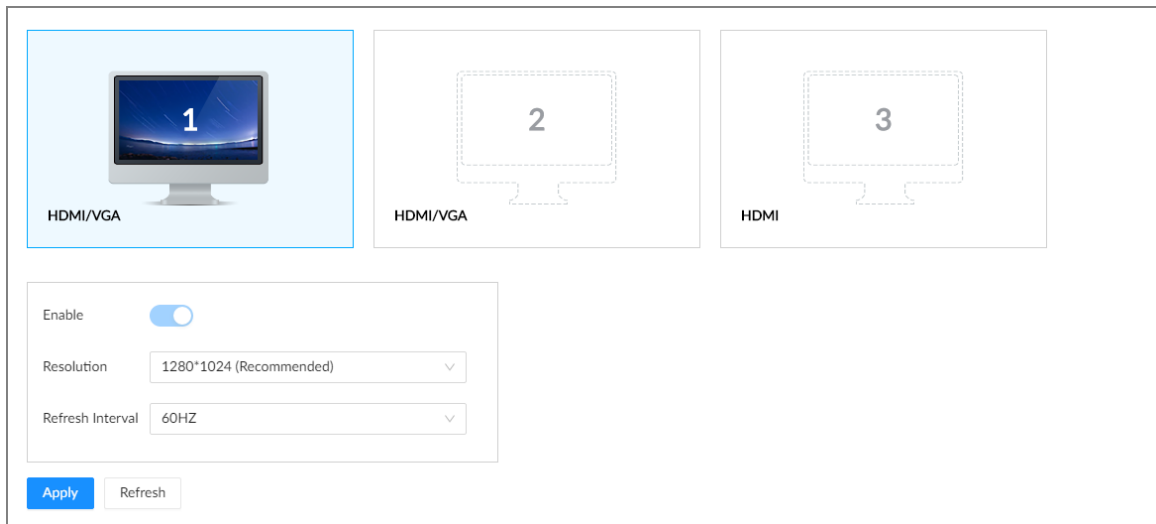 1
2
3
HDMI/VGA
HDMI/VGA
HDMI
Enable
Resolution
1280*1024 (Recommended)
Refresh Interval
60HZ
Apply
Refresh